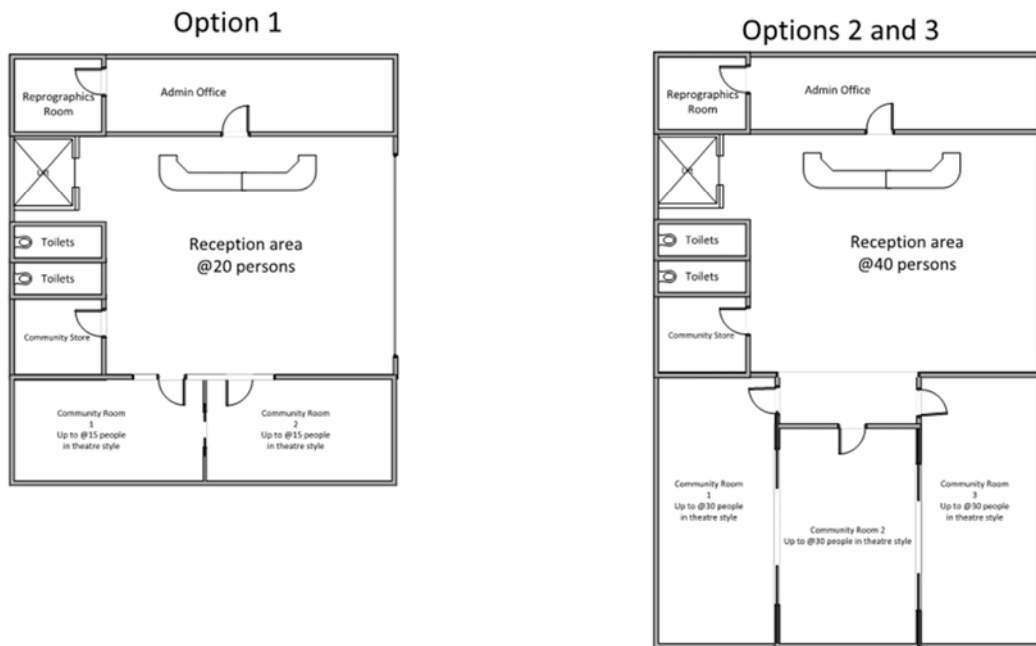 Option 1
Reprographics
Room
Admin Office
Toilets
Reception area
@20 persons
Toilets
Community Store
Community Room
1
Up to @15 people
in theatre style
Community Room
2
Up to @15 people
in theatre style
Options 2 and 3
Reprographics
Room
Admin Office
Toilets
Reception area
@40 persons
Toilets
Community Store
Community Room
1
Up to @30 people
in theatre style
Community Room 2
Up to @30 people in theatre style
Community Room
3
Up to @30 people
in theatre style